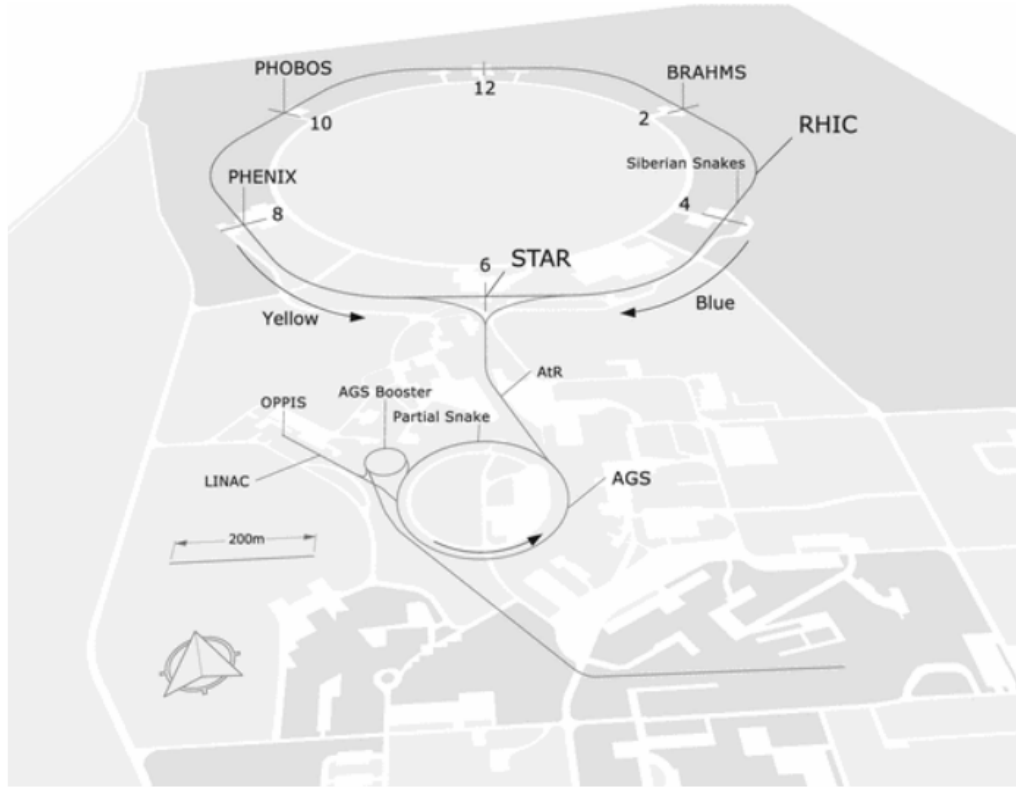 PHOBOS
12
BRAHMS
10
2
RHIC
Siberian Snakes
PHENIX
8
4
6
STAR
Yellow
Blue
AtR
AGS Booster
OPPIS
Partial Snake
LINAC
AGS
200m